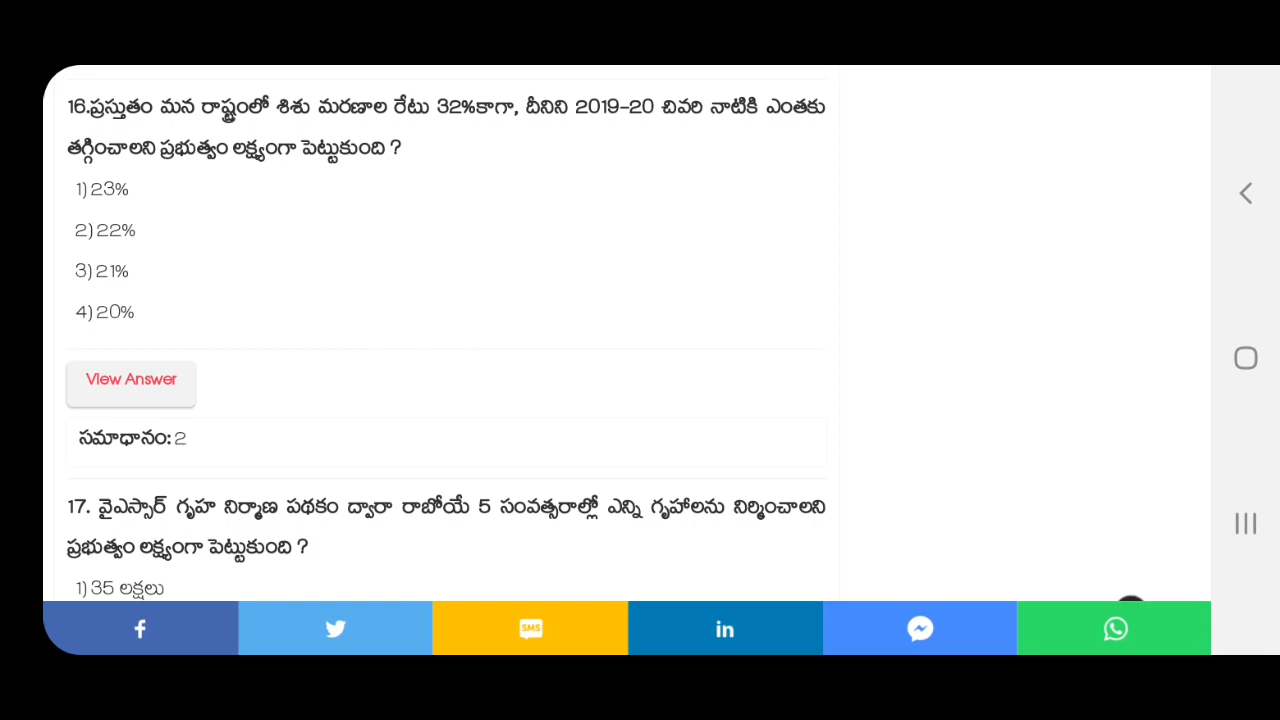 16.ప్రస్తుతం మన రాష్ట్రంలో శిశు మరణాల రేటు 32%కాగా, దీనిని 2019-20 చివరి నాటికి ఎంతకు
తగ్గించాలని ప్రభుత్వం లక్ష్యంగా పెట్టుకుంది ?
1) 23%
2) 22%
3) 21%
4) 20%
View Answer
సమాధానం: 2
17. వైఎస్సార్ గృహ నిర్మాణ పథకం ద్వారా రాబోయే 5 సంవత్సరాల్లో ఎన్ని గృహాలను నిర్మించాలని
ప్రభుత్వం లక్ష్యంగా పెట్టుకుంది ?
1) 35 లక్షలు
SMS